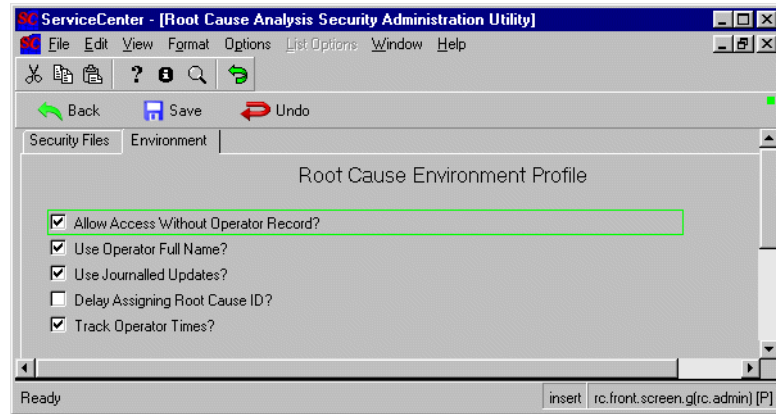 SC ServiceCenter - [Root Cause Analysis Security Administration Utility]
SC File Edit View Format Options List Options Window Help
Back Save Undo
Security Files Environment
Root Cause Environment Profile
Allow Access Without Operator Record?
Use Operator Full Name?
Use Journalled Updates?
Delay Assigning Root Cause ID?
Track Operator Times?
Ready insert rc.front.screen.g(rc.admin) [P]